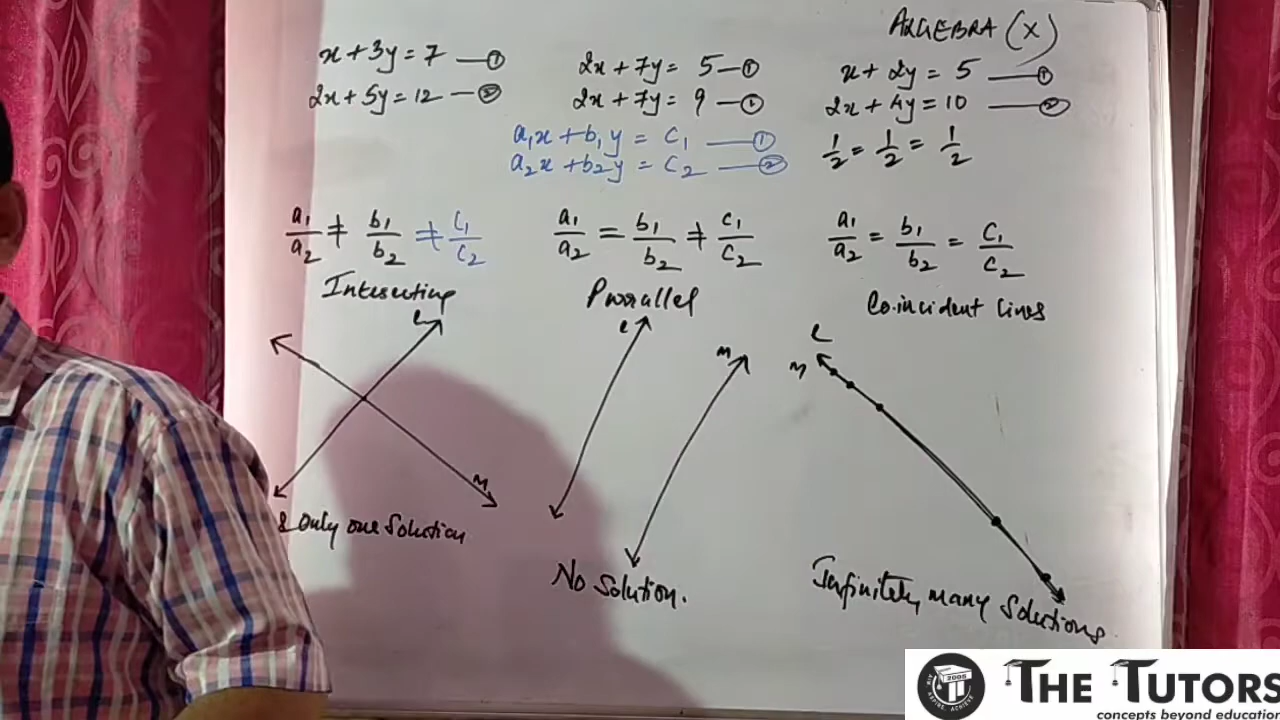 ALGEBRA (X)
x + 3y = 7 —①
2x + 5y = 12 —②
2x + 7y = 5 —①
2x + 7y = 9 —②
x + 2y = 5 —①
2x + 4y = 10 —②
1/2 = 1/2 = 1/2
a₁x + b₁y = c₁ —①
a₂x + b₂y = c₂ —②
a₁/a₂ ≠ b₁/b₂ ≠ c₁/c₂
Intersecting
L
M
& Only one Solution
a₁/a₂ = b₁/b₂ ≠ c₁/c₂
Parallel
L
M
No Solution.
a₁/a₂ = b₁/b₂ = c₁/c₂
Co-incident Lines
L
M
Infinitely many Solutions
2005
THE TUTORS
concepts beyond education